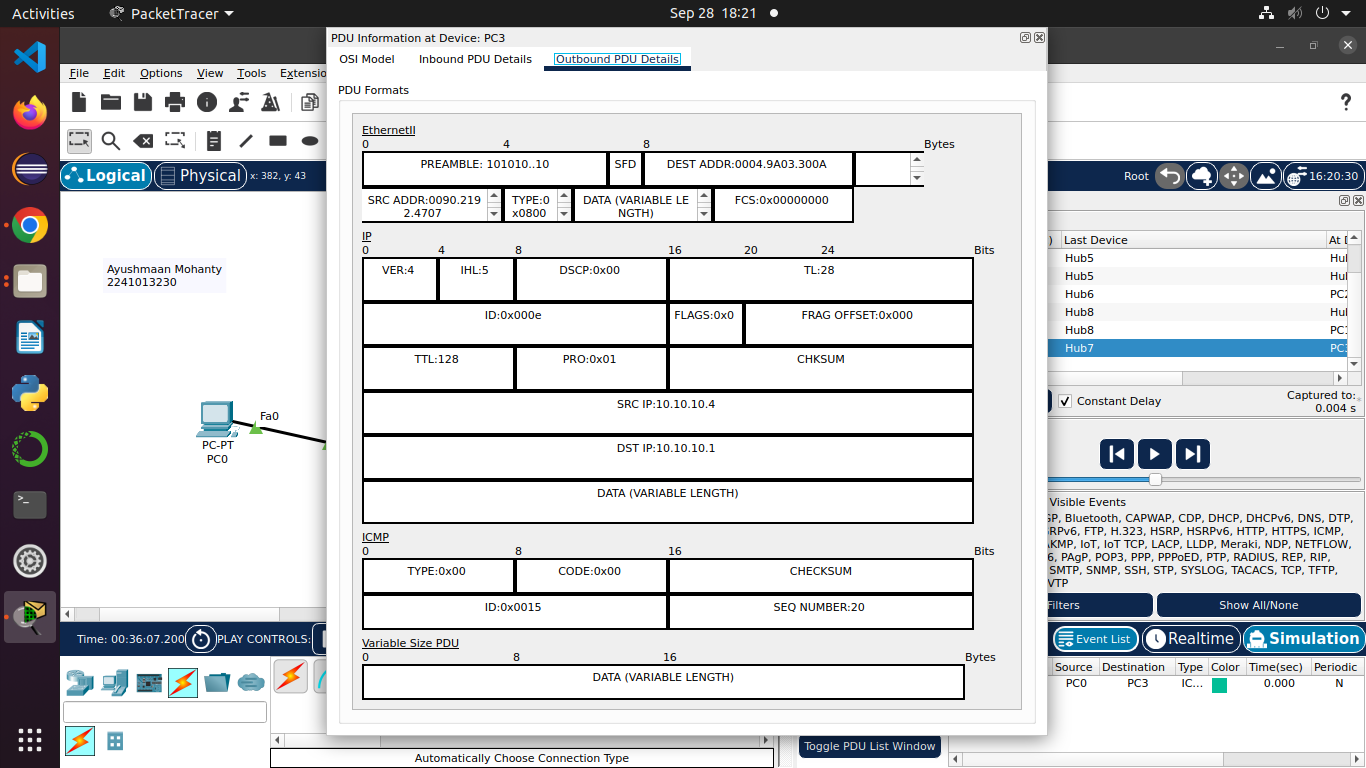 Activities
PacketTracer
Sep 28 18:21
PDU Information at Device: PC3
OSI Model
Inbound PDU Details
Outbound PDU Details
File Edit Options View Tools Extensio
PDU Formats
EthernetII
0 4 8 Bytes
PREAMBLE: 101010..10
SFD
DEST ADDR:0004.9A03.300A
SRC ADDR:0090.219
2.4707
TYPE:0
x0800
DATA (VARIABLE LE
NGTH)
FCS:0x00000000
IP
0 4 8 16 20 24 Bits
VER:4
IHL:5
DSCP:0x00
TL:28
ID:0x000e
FLAGS:0x0
FRAG OFFSET:0x000
TTL:128
PRO:0x01
CHKSUM
SRC IP:10.10.10.4
DST IP:10.10.10.1
DATA (VARIABLE LENGTH)
ICMP
0 8 16 Bits
TYPE:0x00
CODE:0x00
CHECKSUM
ID:0x0015
SEQ NUMBER:20
Variable Size PDU
0 8 16 Bytes
DATA (VARIABLE LENGTH)
Logical
Physical
x: 382, y: 43
Root
16:20:30
Ayushmaan Mohanty
2241013230
Fa0
PC-PT
PC0
) Last Device At D
Hub5 Hul
Hub5 Hul
Hub6 PC2
Hub8 Hul
Hub8 PC
Hub7 PC3
Constant Delay
Captured to:
0.004 s
Visible Events
GP, Bluetooth, CAPWAP, CDP, DHCP, DHCPv6, DNS, DTP,
RPv6, FTP, H.323, HSRP, HSRPv6, HTTP, HTTPS, ICMP,
AKMP, IoT, IoT TCP, LACP, LLDP, Meraki, NDP, NETFLOW,
6, PAgP, POP3, PPP, PPPoED, PTP, RADIUS, REP, RIP,
SMTP, SNMP, SSH, STP, SYSLOG, TACACS, TCP, TFTP,
VTP
Filters
Show All/None
Time: 00:36:07.200
PLAY CONTROLS:
Event List
Realtime
Simulation
Source Destination Type Color Time(sec) Periodic
PC0 PC3 IC... 0.000 N
Toggle PDU List Window
Automatically Choose Connection Type